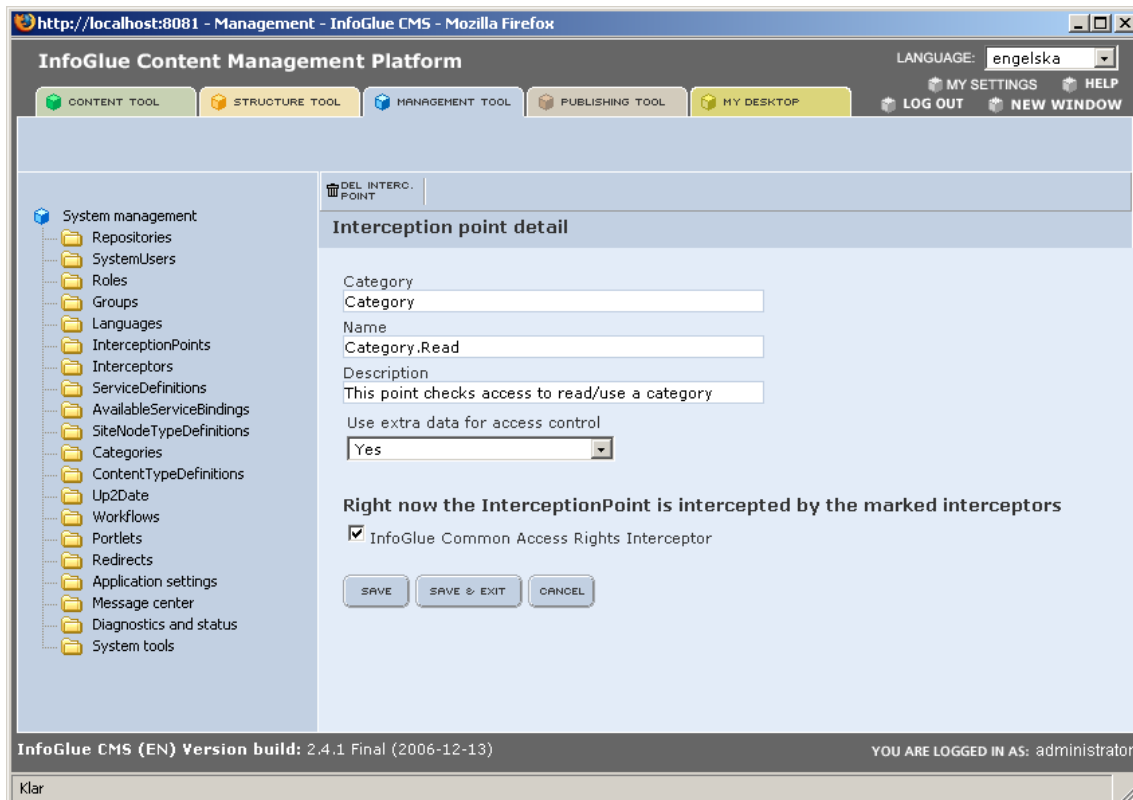 http://localhost:8081 - Management - InfoGlue CMS - Mozilla Firefox
InfoGlue Content Management Platform
LANGUAGE: engelska
MY SETTINGS HELP
LOG OUT NEW WINDOW
CONTENT TOOL STRUCTURE TOOL MANAGEMENT TOOL PUBLISHING TOOL MY DESKTOP
System management
Repositories
SystemUsers
Roles
Groups
Languages
InterceptionPoints
Interceptors
ServiceDefinitions
AvailableServiceBindings
SiteNodeTypeDefinitions
Categories
ContentTypeDefinitions
Up2Date
Workflows
Portlets
Redirects
Application settings
Message center
Diagnostics and status
System tools
DEL INTERC.
POINT
Interception point detail
Category
Category
Name
Category.Read
Description
This point checks access to read/use a category
Use extra data for access control
Yes
Right now the InterceptionPoint is intercepted by the marked interceptors
InfoGlue Common Access Rights Interceptor
SAVE SAVE & EXIT CANCEL
InfoGlue CMS (EN) Version build: 2.4.1 Final (2006-12-13)
YOU ARE LOGGED IN AS: administrator
Klar